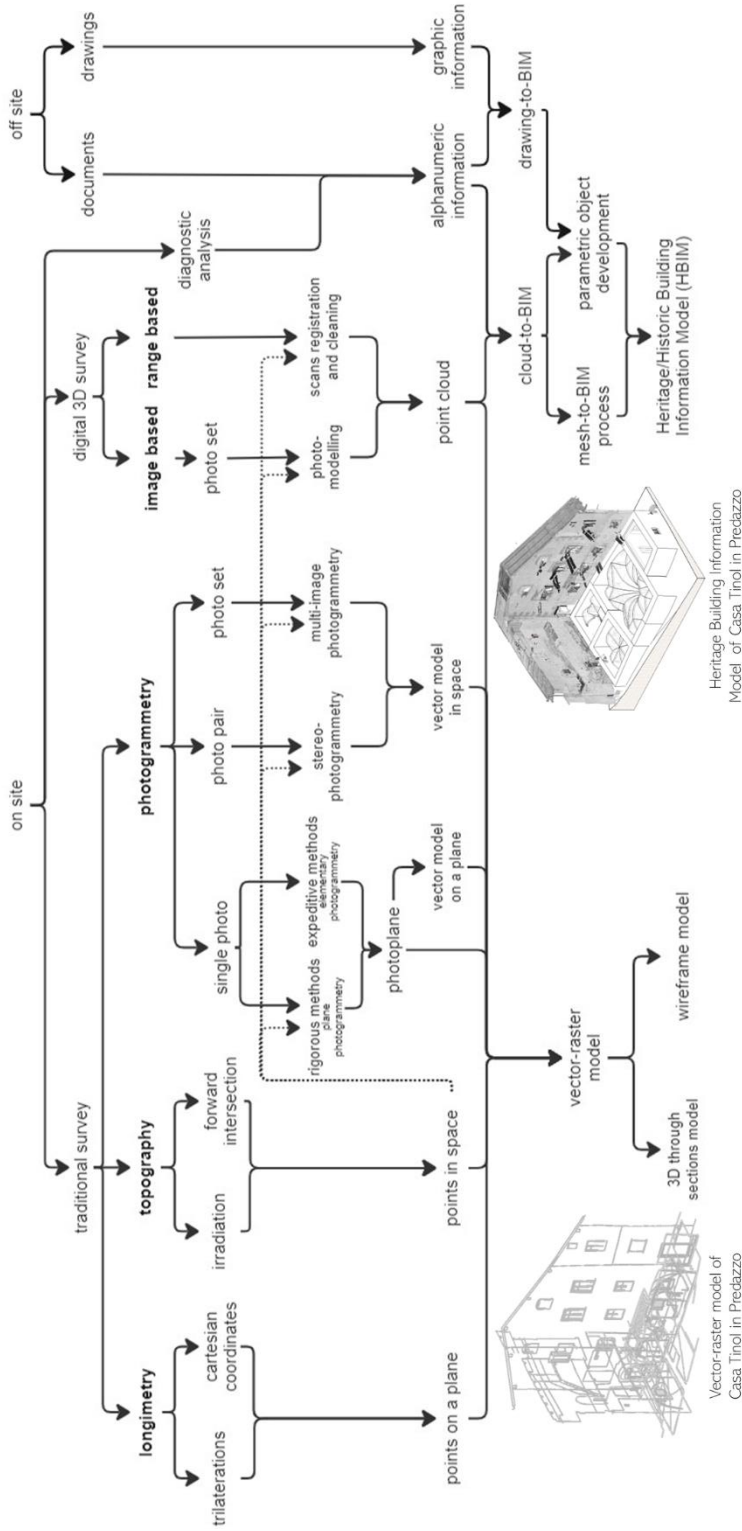 on site
off site
traditional survey
digital 3D survey
documents
drawings
longimetry
topography
photogrammetry
image based
range based
diagnostic
analysis
trilaterations
cartesian
coordinates
irradiation
forward
intersection
single photo
photo pair
photo set
photo set
rigorous methods
plane
photogrammetry
expeditive methods
elementary
photogrammetry
stereo-
photogrammetry
multi-image
photogrammetry
photo-
modelling
scans registration
and cleaning
photoplane
points on a plane
points in space
vector model
on a plane
vector model
in space
point cloud
alphanumeric
information
graphic
information
vector-raster
model
cloud-to-BIM
drawing-to-BIM
3D through
sections model
wireframe model
mesh-to-BIM
process
parametric object
development
Heritage/Historic Building
Information Model (HBIM)
Vector-raster model of
Casa Tinol in Predazzo
Heritage Building Information
Model of Casa Tinol in Predazzo